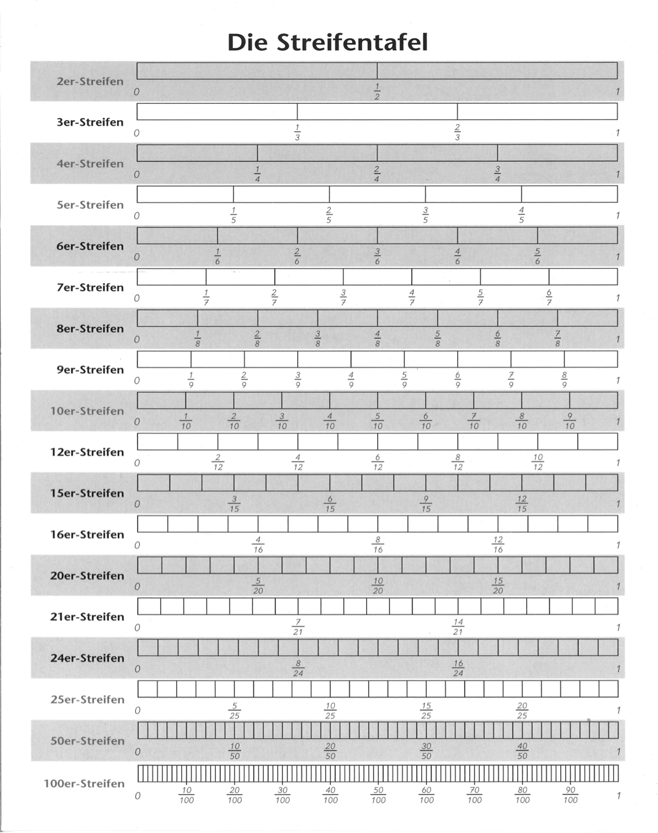 Die Streifentafel
2er-Streifen
0 1/2 1
3er-Streifen
0 1/3 2/3 1
4er-Streifen
0 1/4 2/4 3/4 1
5er-Streifen
0 1/5 2/5 3/5 4/5 1
6er-Streifen
0 1/6 2/6 3/6 4/6 5/6 1
7er-Streifen
0 1/7 2/7 3/7 4/7 5/7 6/7 1
8er-Streifen
0 1/8 2/8 3/8 4/8 5/8 6/8 7/8 1
9er-Streifen
0 1/9 2/9 3/9 4/9 5/9 6/9 7/9 8/9 1
10er-Streifen
0 1/10 2/10 3/10 4/10 5/10 6/10 7/10 8/10 9/10 1
12er-Streifen
0 2/12 4/12 6/12 8/12 10/12 1
15er-Streifen
0 3/15 6/15 9/15 12/15 1
16er-Streifen
0 4/16 8/16 12/16 1
20er-Streifen
0 5/20 10/20 15/20 1
21er-Streifen
0 7/21 14/21 1
24er-Streifen
0 8/24 16/24 1
25er-Streifen
0 5/25 10/25 15/25 20/25 1
50er-Streifen
0 10/50 20/50 30/50 40/50 1
100er-Streifen
0 10/100 20/100 30/100 40/100 50/100 60/100 70/100 80/100 90/100 1